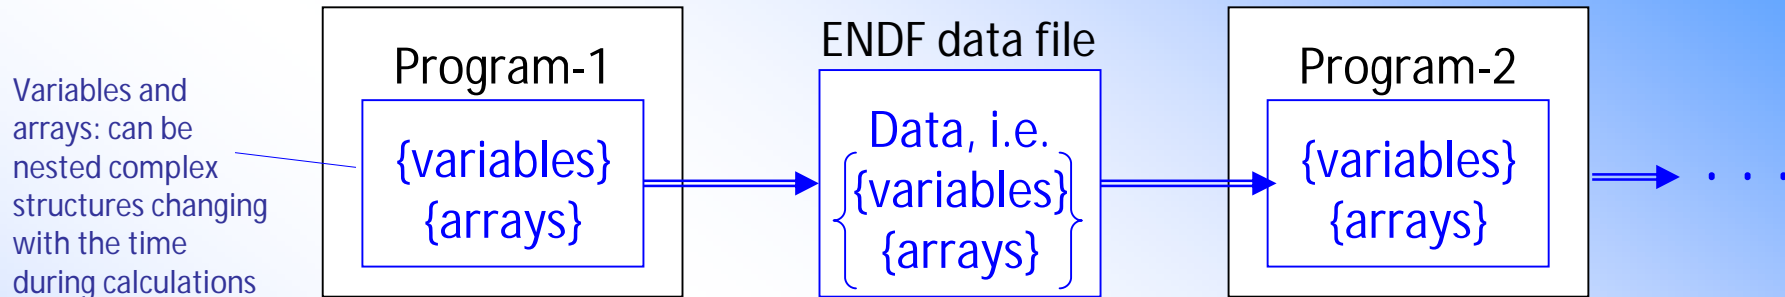 Variables and
arrays: can be
nested complex
structures changing
with the time
during calculations
Program-1
{variables}
{arrays}
ENDF data file
Data, i.e.
{variables}
{arrays}
Program-2
{variables}
{arrays}
. . .